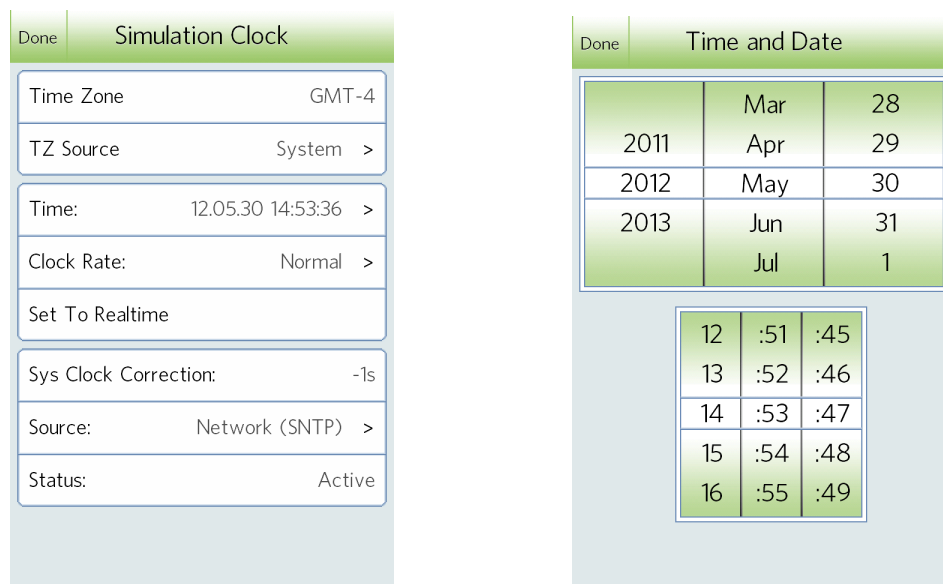 Done Simulation Clock
Time Zone GMT-4
TZ Source System >
Time: 12.05.30 14:53:36 >
Clock Rate: Normal >
Set To Realtime
Sys Clock Correction: -1s
Source: Network (SNTP) >
Status: Active
Done Time and Date
Mar 28
2011 Apr 29
2012 May 30
2013 Jun 31
Jul 1
12 :51 :45
13 :52 :46
14 :53 :47
15 :54 :48
16 :55 :49